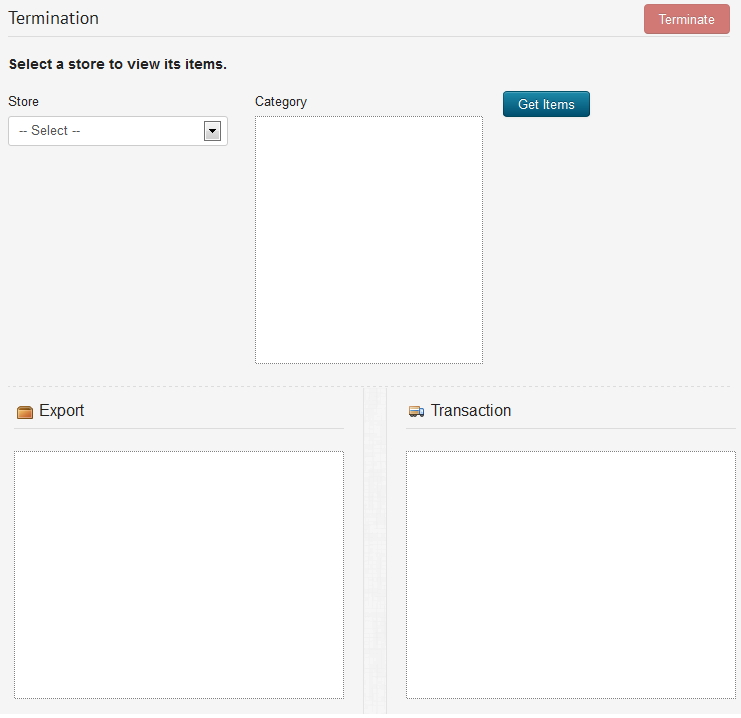 Termination
Terminate
Select a store to view its items.
Store
Category
Get Items
-- Select --
Export
Transaction